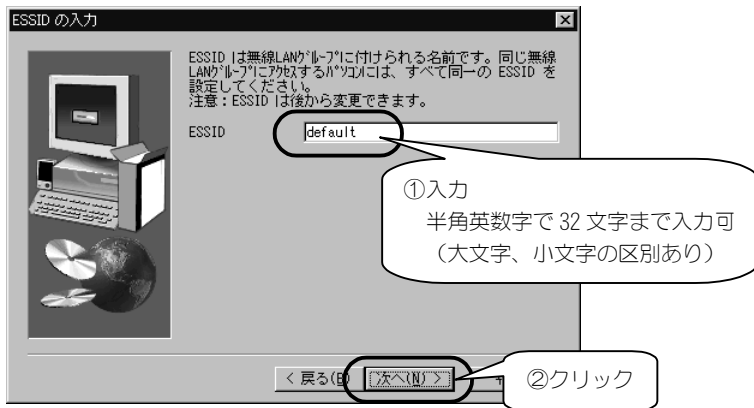 ESSID の入力
ESSID は無線LANｸﾞﾙｰﾌﾟに付けられる名前です。同じ無線
LANｸﾞﾙｰﾌﾟにｱｸｾｽするﾊﾟｿｺﾝには、すべて同一の ESSID を
設定してください。
注意：ESSID は後から変更できます。
ESSID
default
①入力
半角英数字で 32 文字まで入力可
（大文字、小文字の区別あり）
< 戻る(B)
次へ(N) >
②クリック